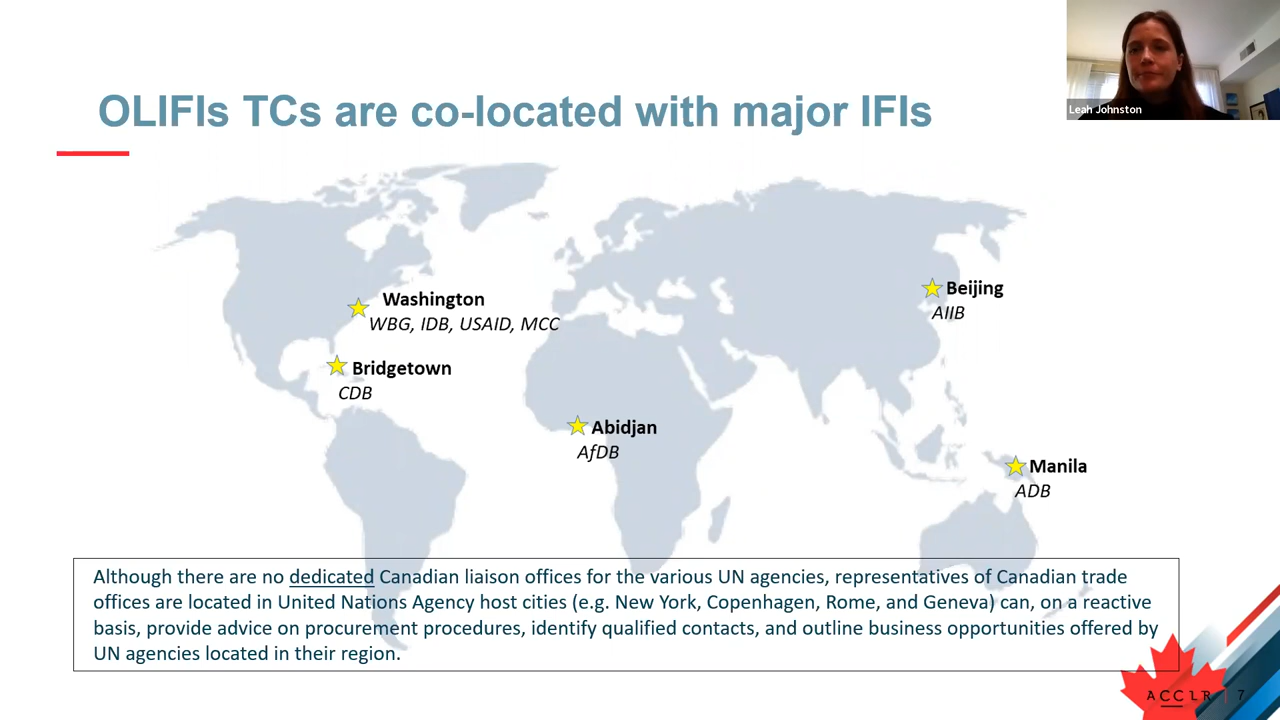 Leah Johnston
OLIFIs TCs are co-located with major IFIs
Washington
WBG, IDB, USAID, MCC
Bridgetown
CDB
Abidjan
AfDB
Beijing
AIIB
Manila
ADB
Although there are no dedicated Canadian liaison offices for the various UN agencies, representatives of Canadian trade
offices are located in United Nations Agency host cities (e.g. New York, Copenhagen, Rome, and Geneva) can, on a reactive
basis, provide advice on procurement procedures, identify qualified contacts, and outline business opportunities offered by
UN agencies located in their region.
7